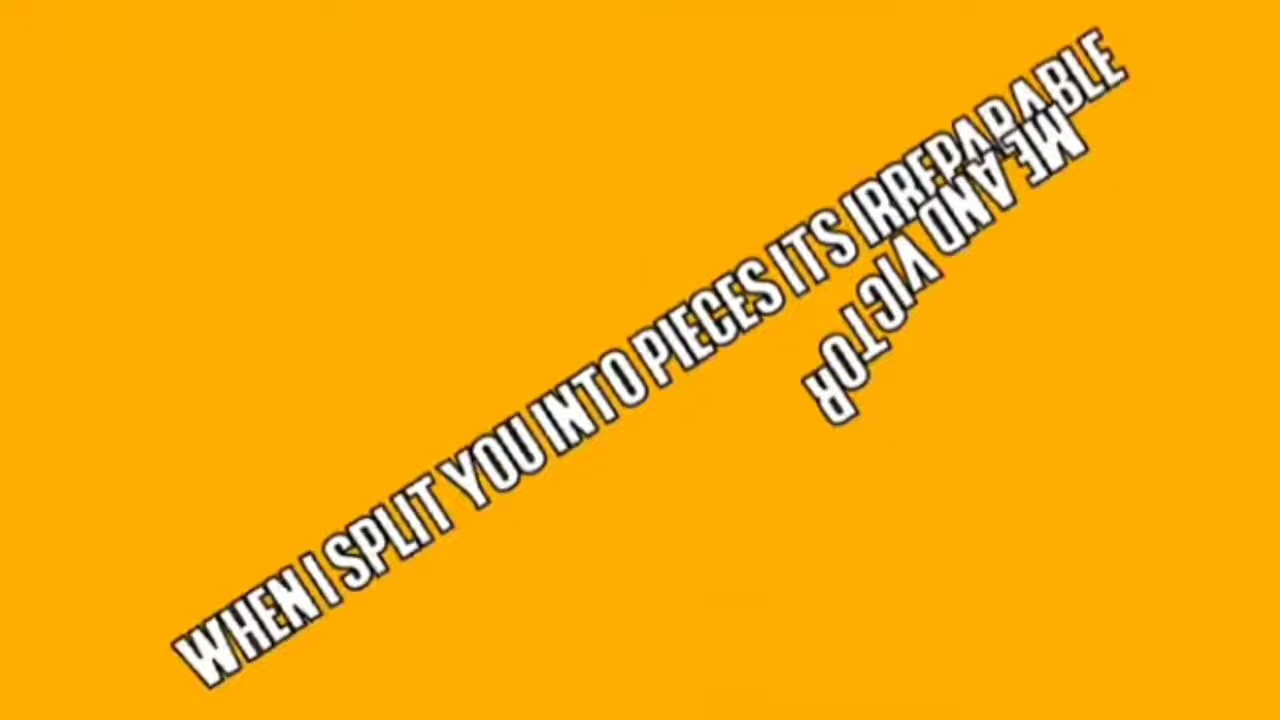 WHEN I SPLIT YOU INTO PIECES ITS IRREPARABLE
ME AND VICTOR